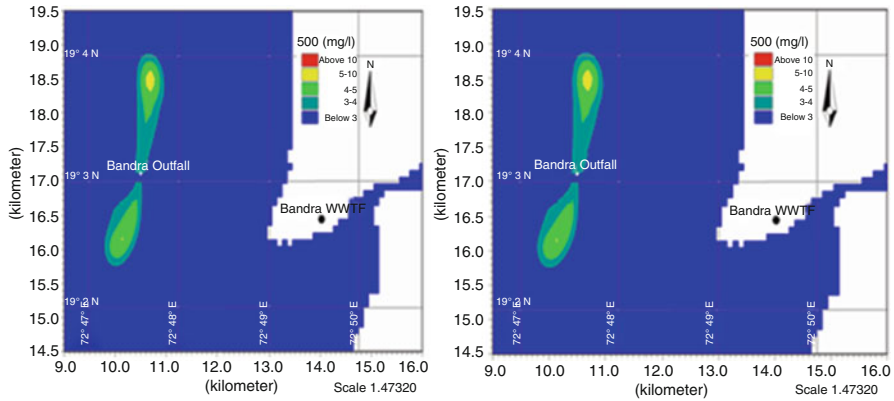 19.5
19.0
18.5
18.0
17.5
17.0
16.5
16.0
15.5
15.0
14.5
(kilometer)
19° 4 N
19° 3 N
19° 2 N
500 (mg/l)
Above 10
5-10
4-5
3-4
Below 3
N
Bandra Outfall
Bandra WWTF
72° 47° E
72° 48° E
72° 49° E
72° 50° E
9.0 10.0 11.0 12.0 13.0 14.0 15.0 16.0
(kilometer)
Scale 1.47320
19.5
19.0
18.5
18.0
17.5
17.0
16.5
16.0
15.5
15.0
14.5
(kilometer)
19° 4 N
19° 3 N
19° 2 N
500 (mg/l)
Above 10
5-10
4-5
3-4
Below 3
N
Bandra Outfall
Bandra WWTF
72° 47° E
72° 48° E
72° 49° E
72° 50° E
9.0 10.0 11.0 12.0 13.0 14.0 15.0 16.0
(kilometer)
Scale 1.47320